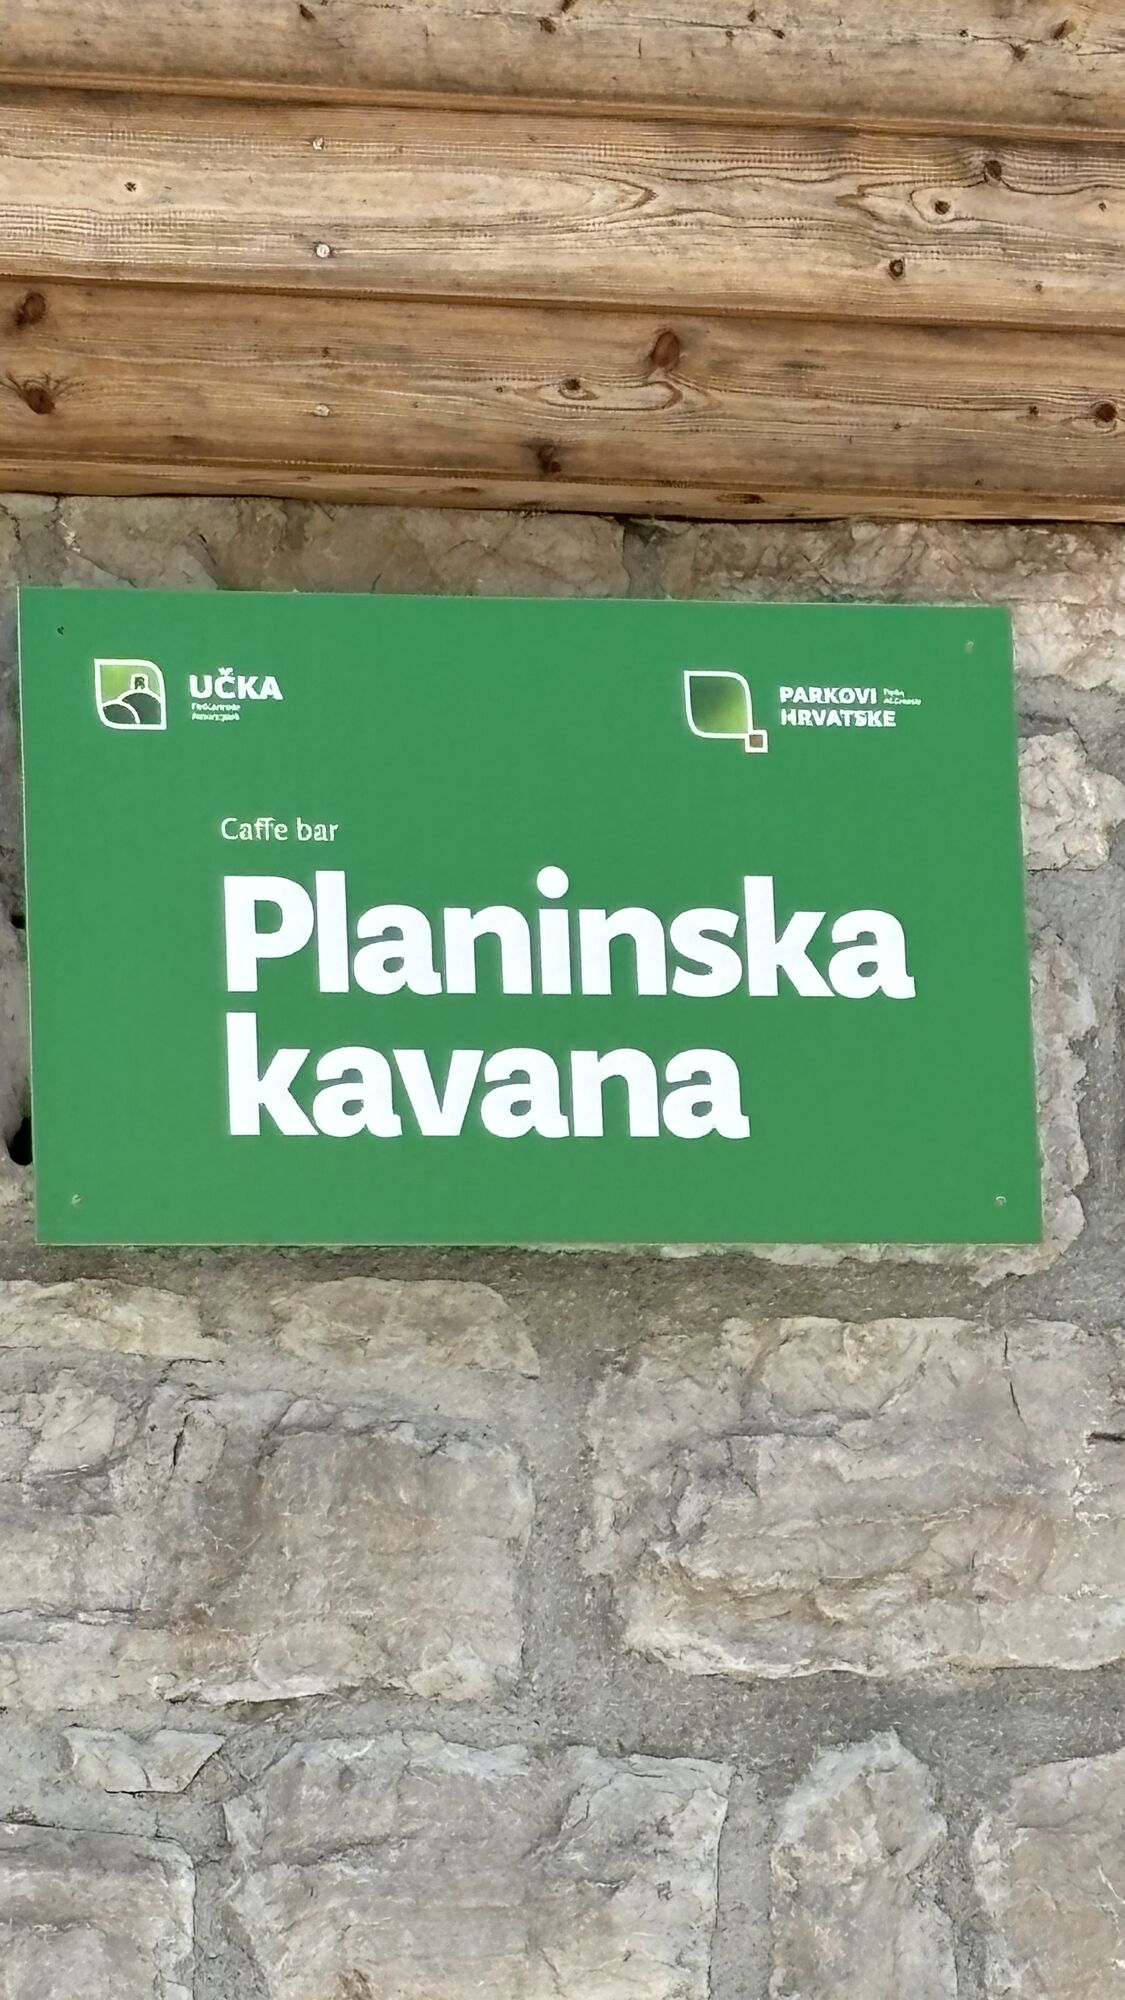 UČKA
PARKOVI
HRVATSKE
Caffe bar
Planinska
kavana